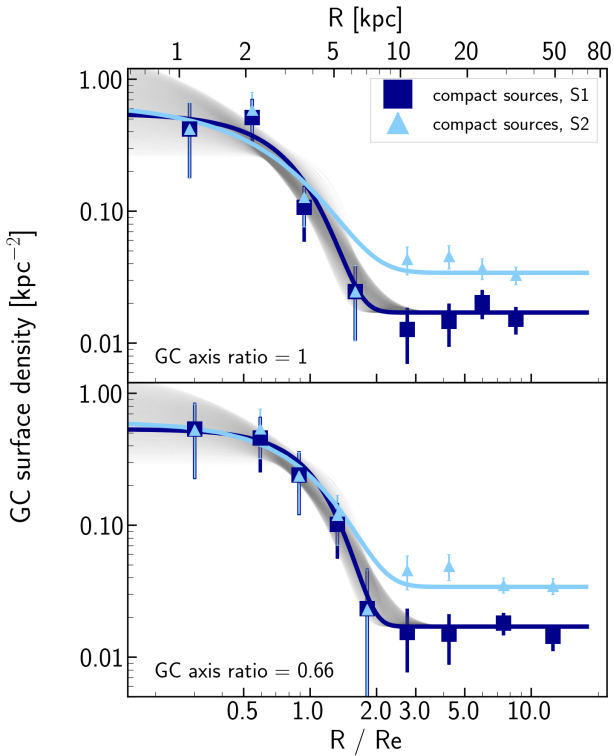 R [kpc]
1 2 5 10 20 50
1.00
compact sources, S1
compact sources, S2
0.10
0.01
GC axis ratio = 1
GC surface density [kpc−2]
1.00
0.10
0.01
GC axis ratio = 0.66
0.5 1.0 2.0 3.0 5.0 10.0
R / Re